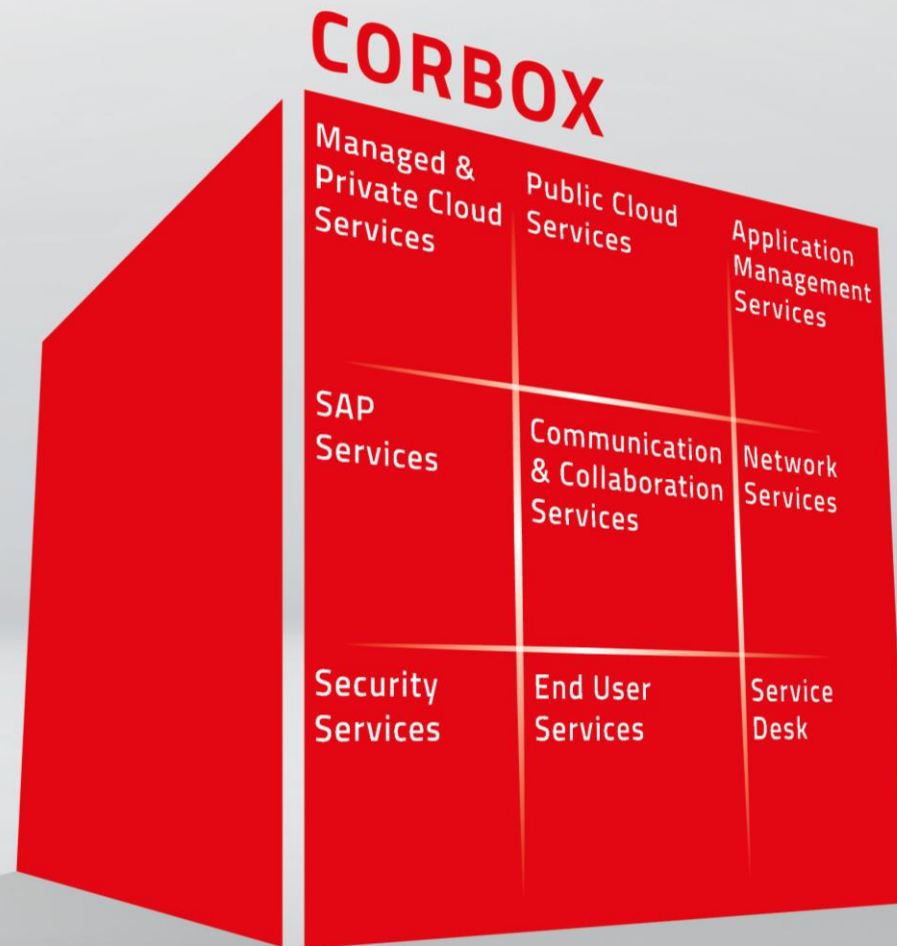 CORBOX
Managed &
Private Cloud
Services
Public Cloud
Services
Application
Management
Services
SAP
Services
Communication
& Collaboration
Services
Network
Services
Security
Services
End User
Services
Service
Desk